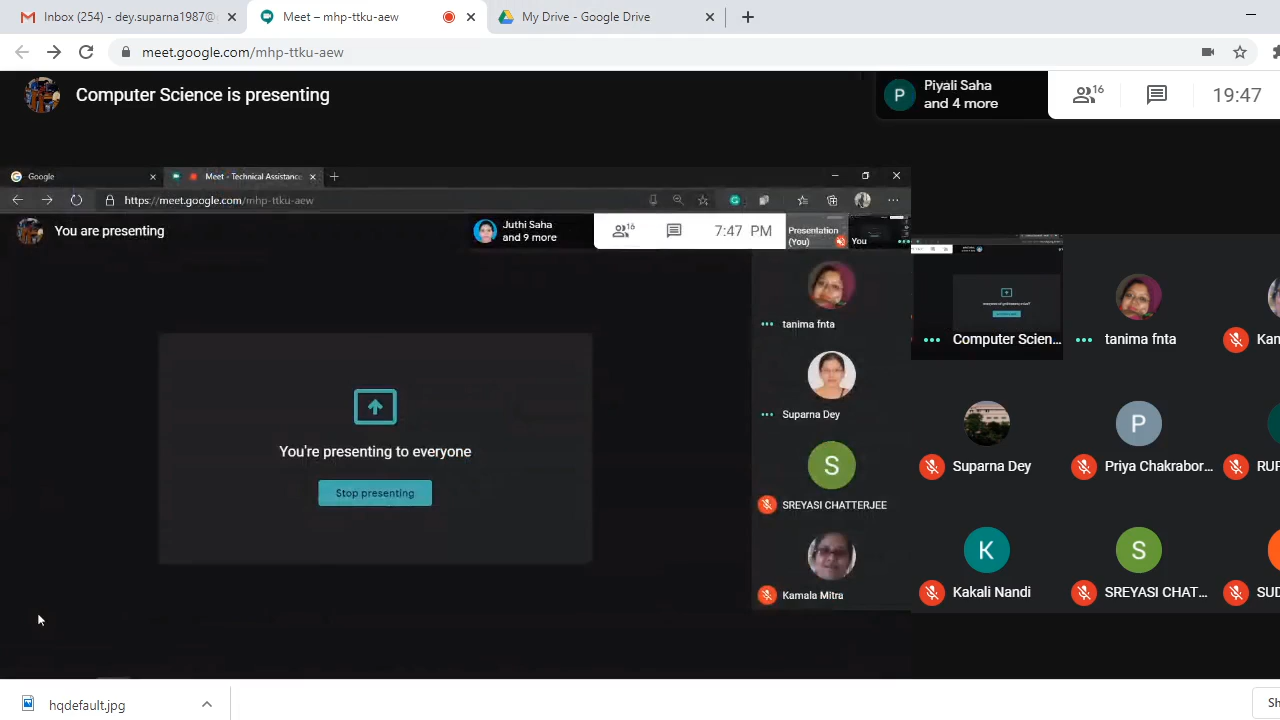 Inbox (254) - dey.suparna1987@
Meet – mhp-ttku-aew
My Drive - Google Drive
meet.google.com/mhp-ttku-aew
Computer Science is presenting
Piyali Saha
and 4 more
16
19:47
Google
Meet - Technical Assistance
https://meet.google.com/mhp-ttku-aew
You are presenting
Juthi Saha
and 9 more
16
7:47 PM
Presentation
(You)
You
You're presenting to everyone
Stop presenting
tanima fnta
Suparna Dey
S
SREYASI CHATTERJEE
Kamala Mitra
Computer Scien...
tanima fnta
Kan
Suparna Dey
P
Priya Chakrabor...
RUF
K
Kakali Nandi
S
SREYASI CHAT...
SUD
hqdefault.jpg
Sh